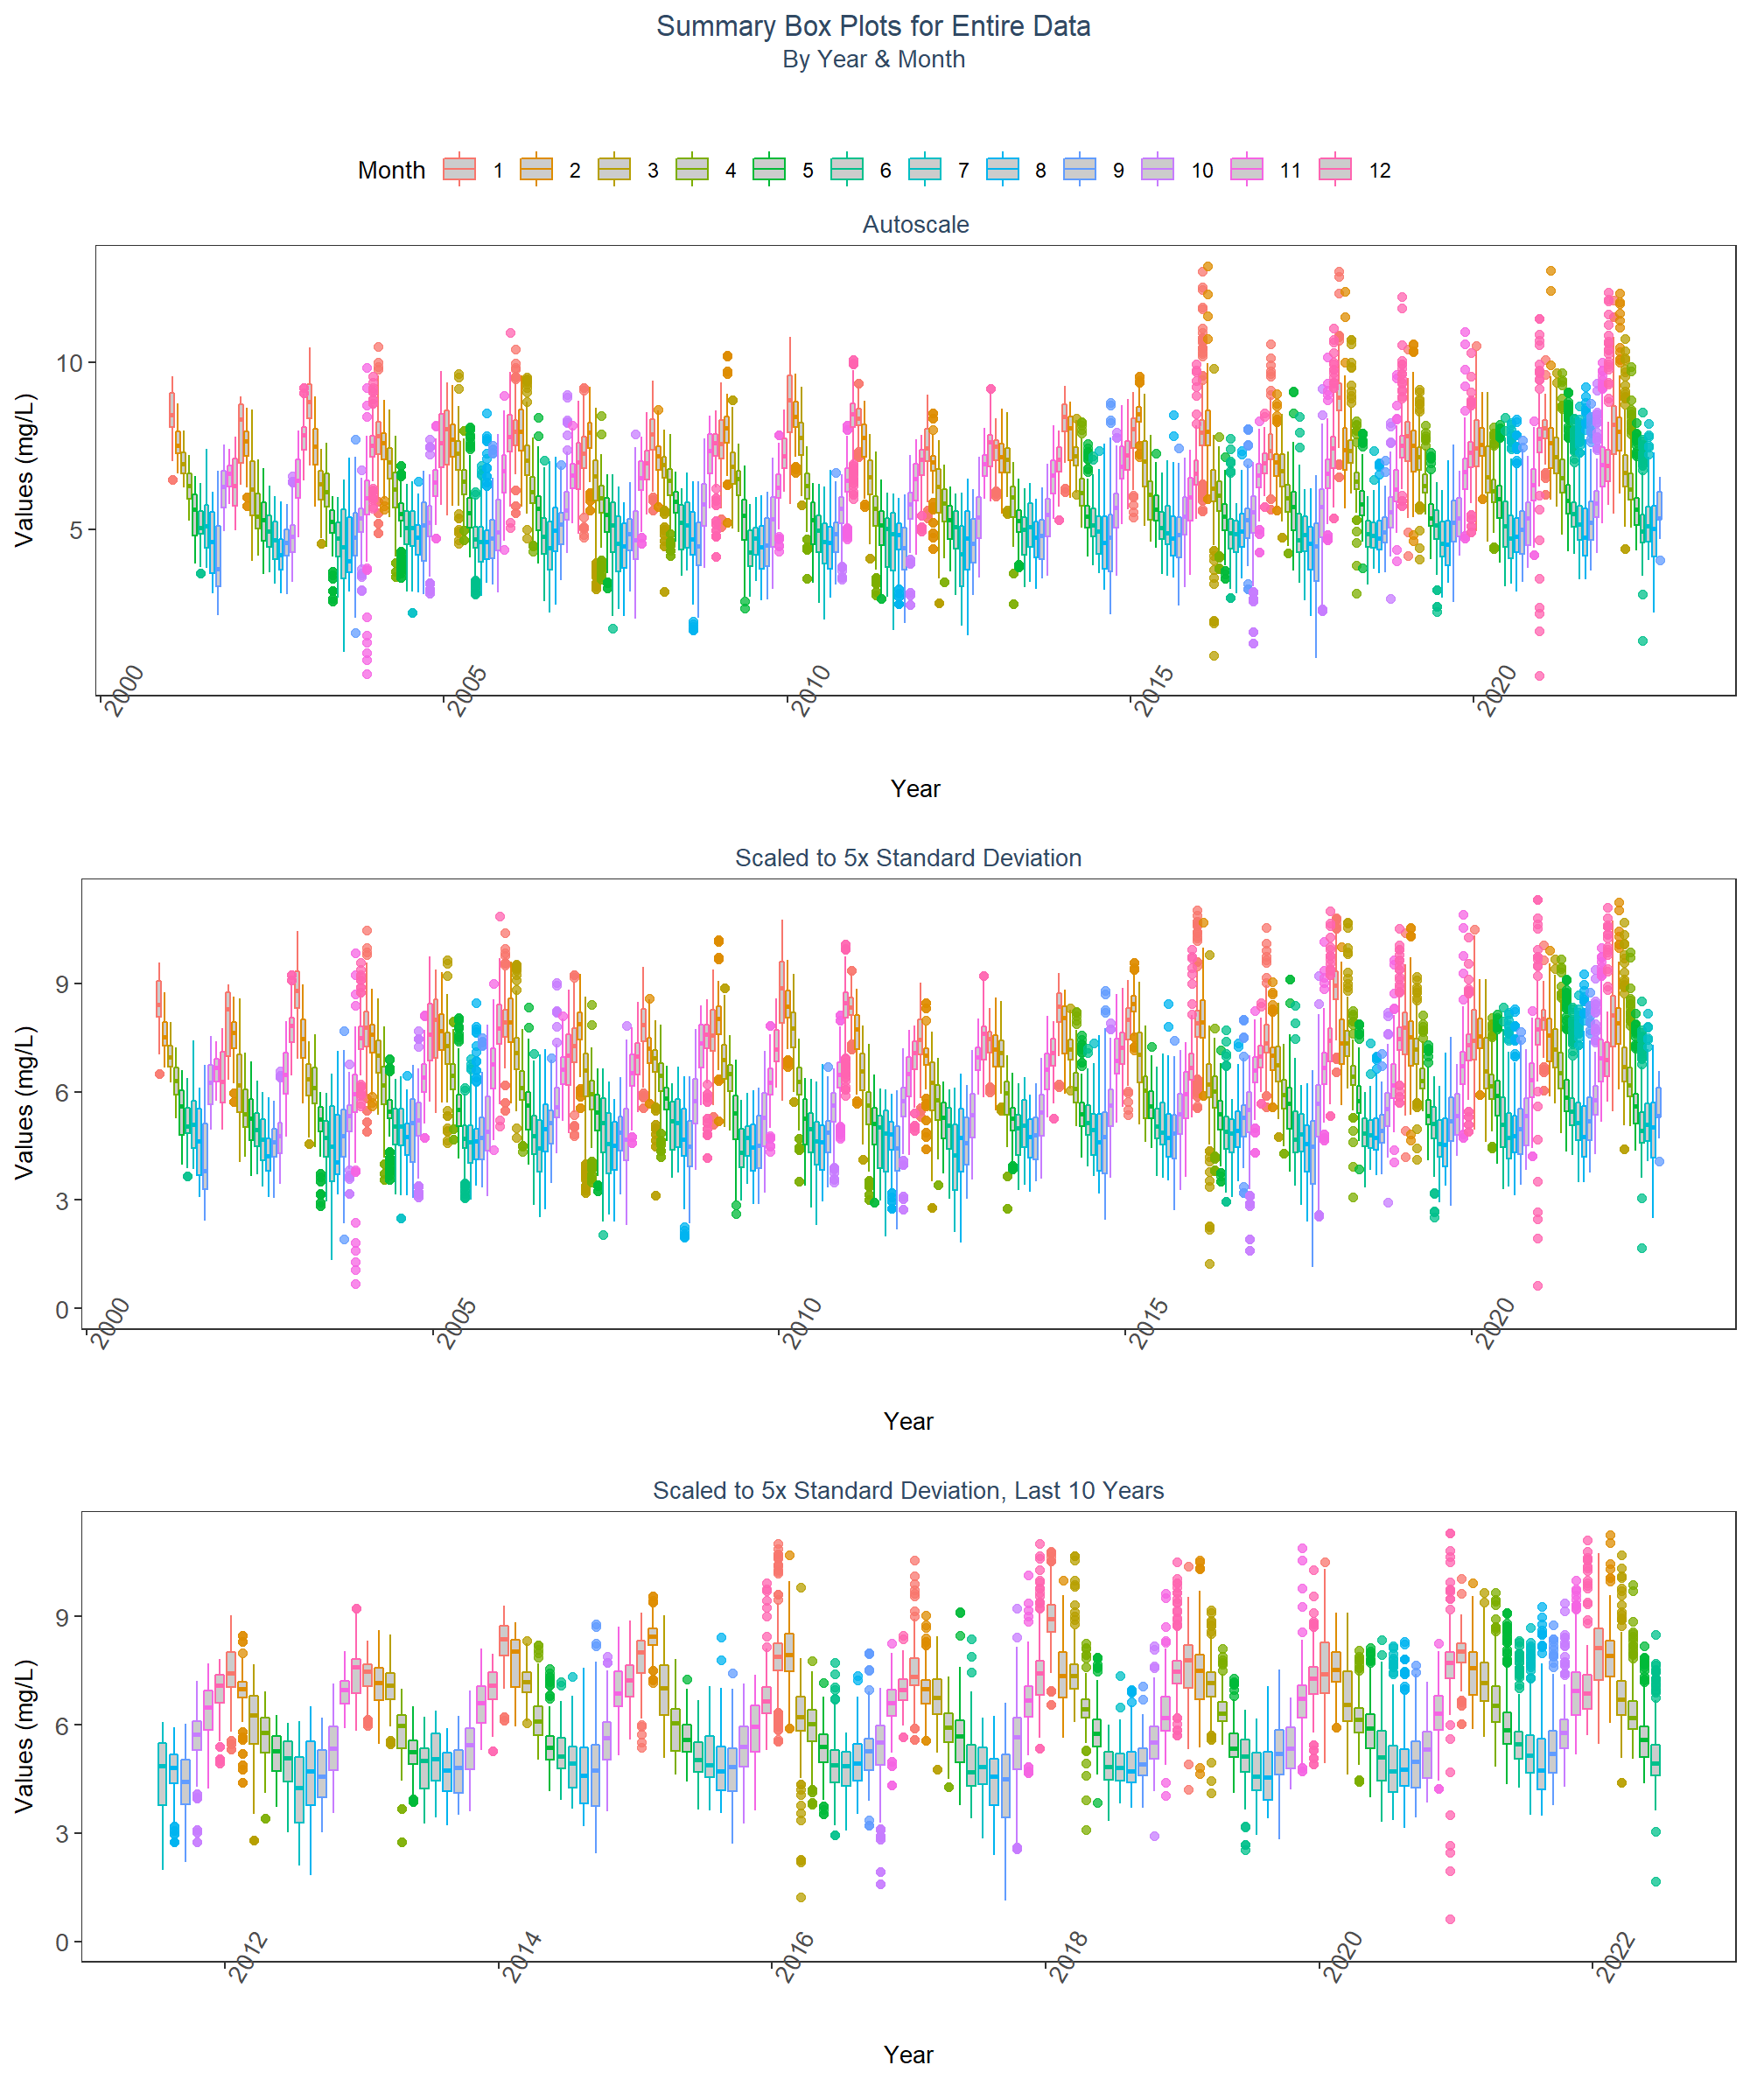 Summary Box Plots for Entire Data
By Year & Month
Month 1 2 3 4 5 6 7 8 9 10 11 12
Autoscale
Values (mg/L)
10
5
2000 2005 2010 2015 2020
Year
Scaled to 5x Standard Deviation
Values (mg/L)
9
6
3
0
2000 2005 2010 2015 2020
Year
Scaled to 5x Standard Deviation, Last 10 Years
Values (mg/L)
9
6
3
0
2012 2014 2016 2018 2020 2022
Year